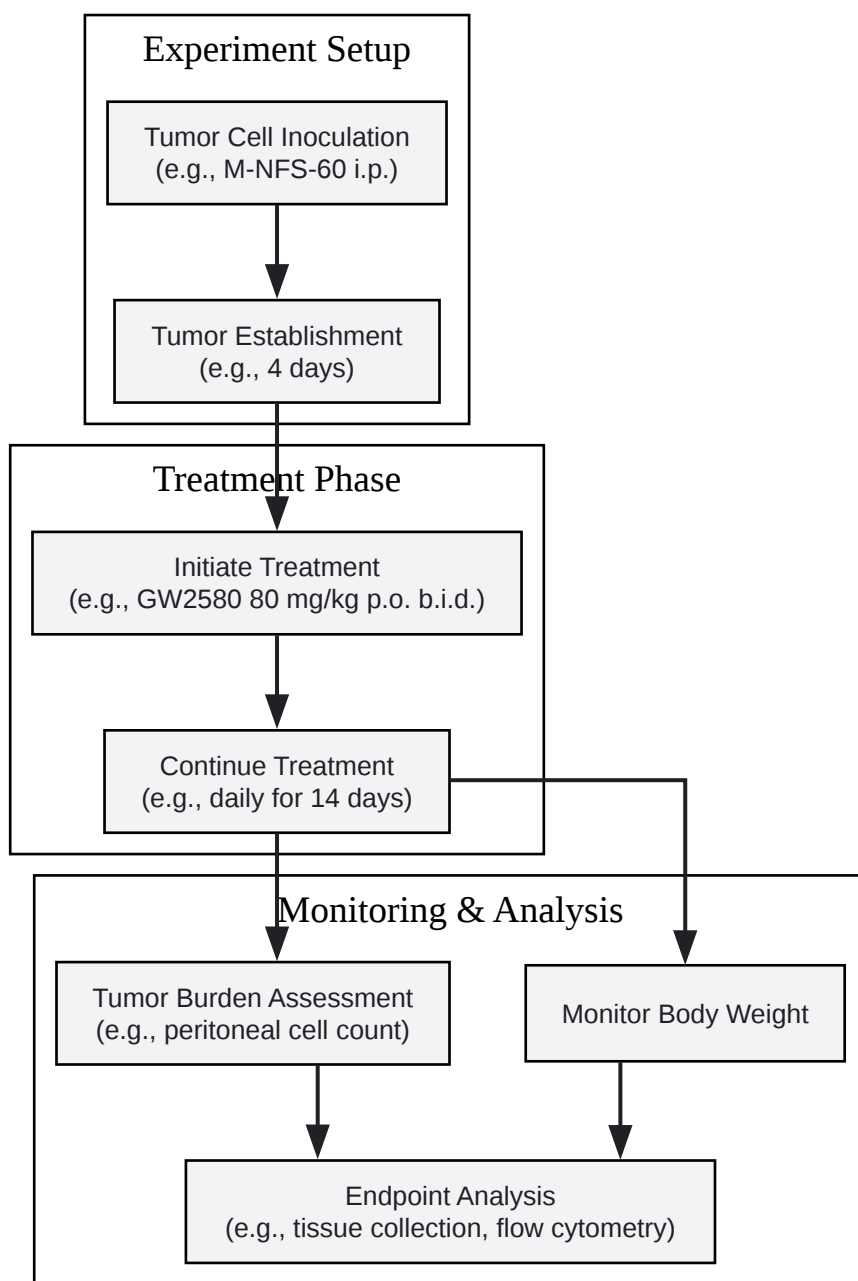 Experiment Setup
Tumor Cell Inoculation
(e.g., M-NFS-60 i.p.)
Tumor Establishment
(e.g., 4 days)
Treatment Phase
Initiate Treatment
(e.g., GW2580 80 mg/kg p.o. b.i.d.)
Continue Treatment
(e.g., daily for 14 days)
Monitoring & Analysis
Tumor Burden Assessment
(e.g., peritoneal cell count)
Monitor Body Weight
Endpoint Analysis
(e.g., tissue collection, flow cytometry)